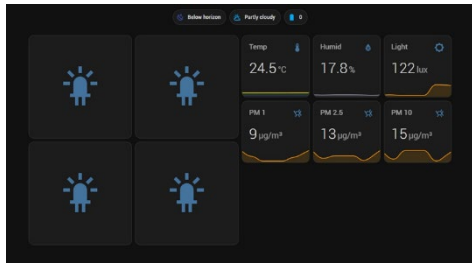 Below horizon Partly cloudy 0
Temp Humid Light
24.5 °C 17.8 % 122 lux
PM 1 PM 2.5 PM 10
9 µg/m³ 13 µg/m³ 15 µg/m³